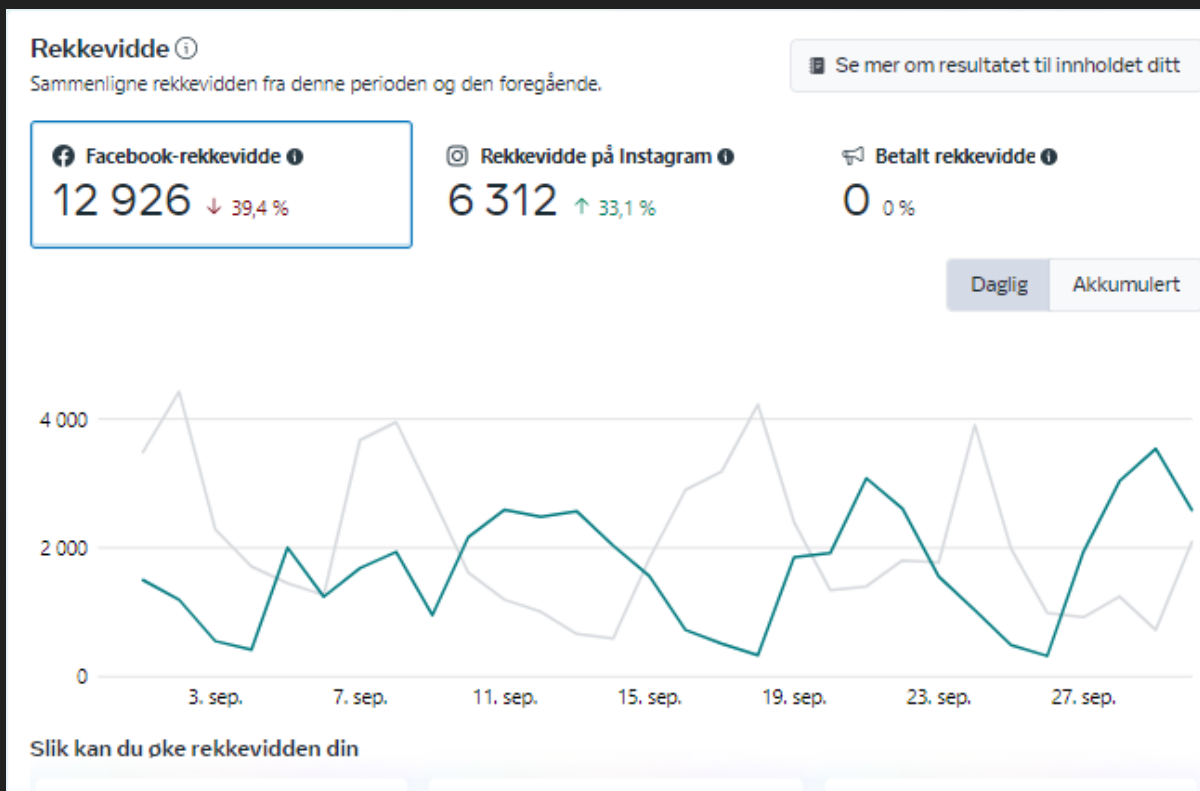 Rekkevidde
Sammenligne rekkevidden fra denne perioden og den foregående.
Se mer om resultatet til innholdet ditt
Facebook-rekkevidde
12 926 ↓ 39,4 %
Rekkevidde på Instagram
6 312 ↑ 33,1 %
Betalt rekkevidde
0 0 %
Daglig Akkumulert
4 000
2 000
0
3. sep. 7. sep. 11. sep. 15. sep. 19. sep. 23. sep. 27. sep.
Slik kan du øke rekkevidden din